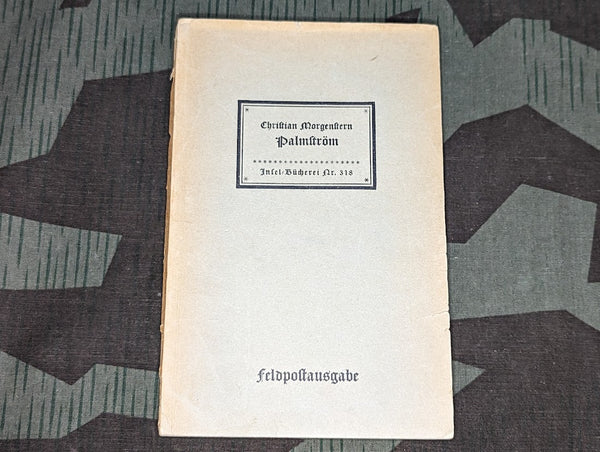 Christian Morgenstern
Palmström
Insel-Bücherei Nr. 318
Feldpostausgabe